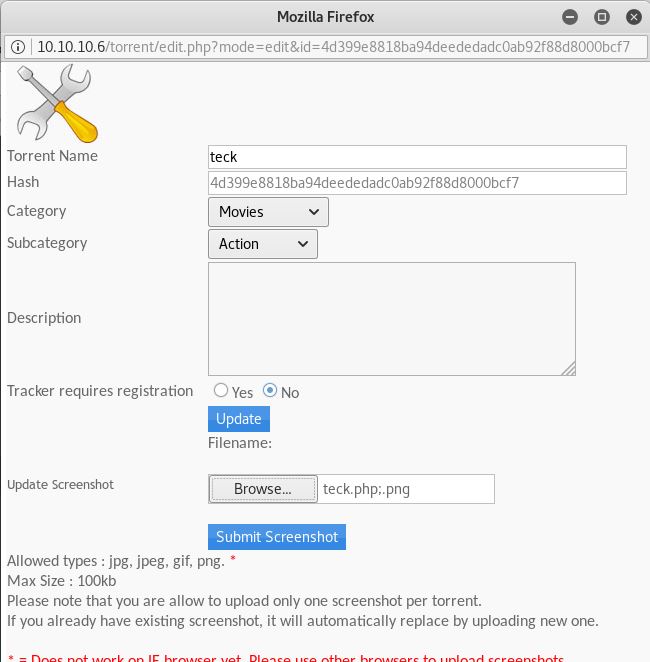 Mozilla Firefox
10.10.10.6/torrent/edit.php?mode=edit&id=4d399e8818ba94deededadc0ab92f88d8000bcf7
Torrent Name teck
Hash 4d399e8818ba94deededadc0ab92f88d8000bcf7
Category Movies
Subcategory Action
Description
Tracker requires registration Yes No
Update
Filename:
Update Screenshot Browse... teck.php;.png
Submit Screenshot
Allowed types : jpg, jpeg, gif, png. *
Max Size : 100kb
Please note that you are allow to upload only one screenshot per torrent.
If you already have existing screenshot, it will automatically replace by uploading new one.
* = Does not work on IE browser yet. Please use other browsers to upload screenshots.